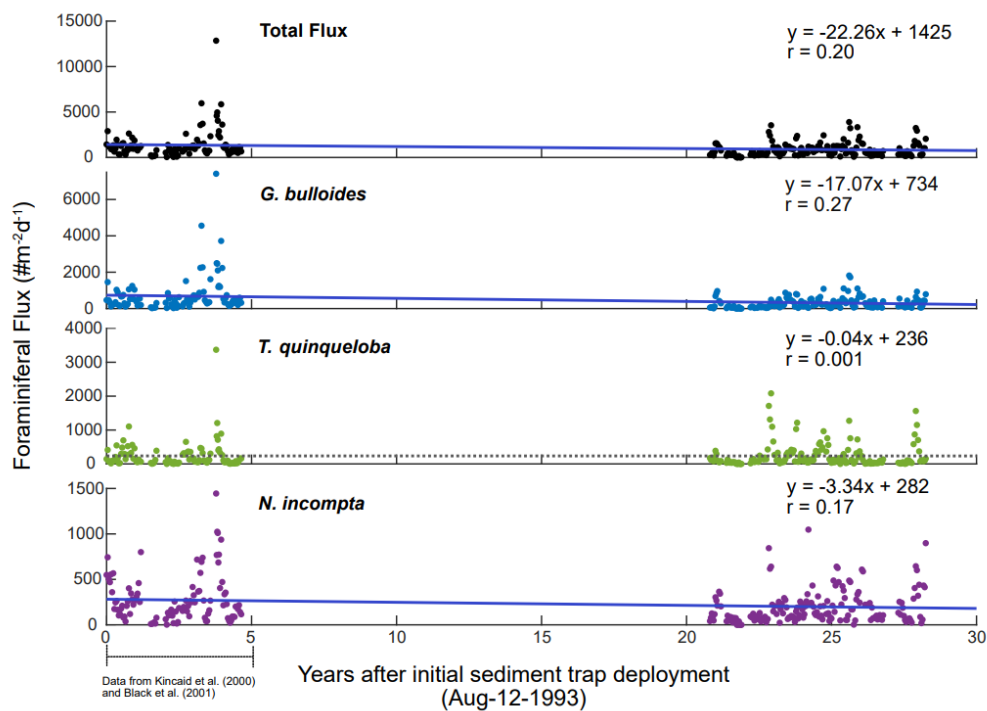 15000
Total Flux
y = -22.26x + 1425
r = 0.20
10000
5000
0
G. bulloides
y = -17.07x + 734
r = 0.27
6000
4000
2000
0
4000
T. quinqueloba
y = -0.04x + 236
r = 0.001
3000
2000
1000
0
1500
N. incompta
y = -3.34x + 282
r = 0.17
1000
500
0
Foraminiferal Flux (#m-2d-1)
0 5 10 15 20 25 30
Years after initial sediment trap deployment
(Aug-12-1993)
Data from Kincaid et al. (2000)
and Black et al. (2001)